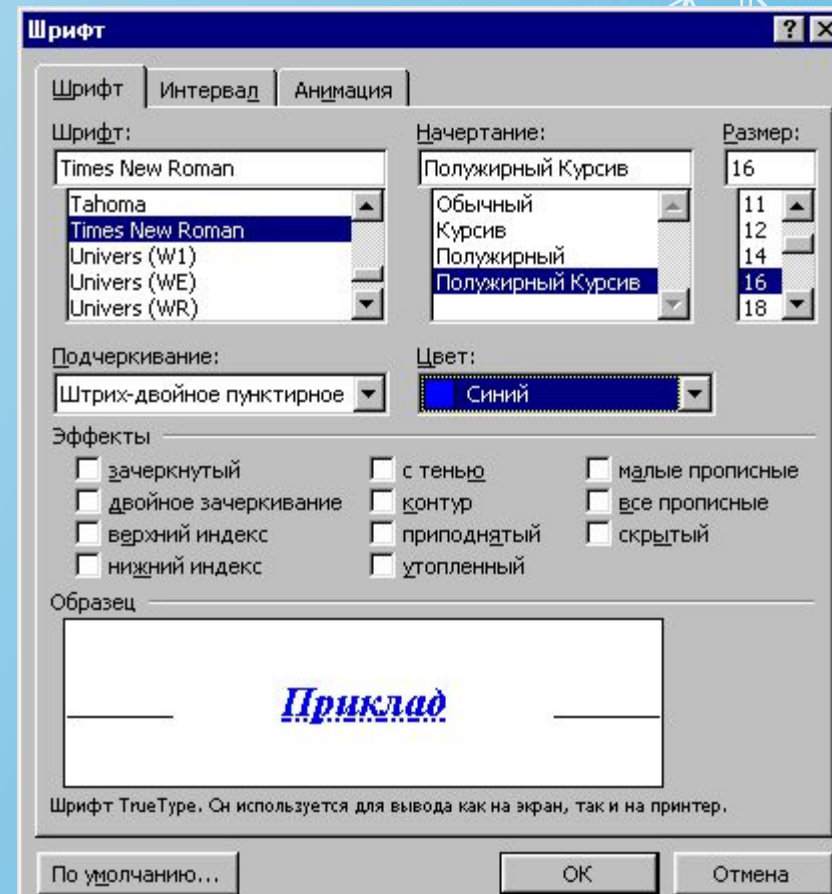 Шрифт
Шрифт Интервал Анимация
Шрифт: Начертание: Размер:
Times New Roman Полужирный Курсив 16
Tahoma Обычный 11
Times New Roman Курсив 12
Univers (W1) Полужирный 14
Univers (WE) Полужирный Курсив 16
Univers (WR) 18
Подчеркивание: Цвет:
Штрих-двойное пунктирное Синий
Эффекты
зачеркнутый с тенью малые прописные
двойное зачеркивание контур все прописные
верхний индекс приподнятый скрытый
нижний индекс утопленный
Образец
Приклад
Шрифт TrueType. Он используется для вывода как на экран, так и на принтер.
По умолчанию... ОК Отмена